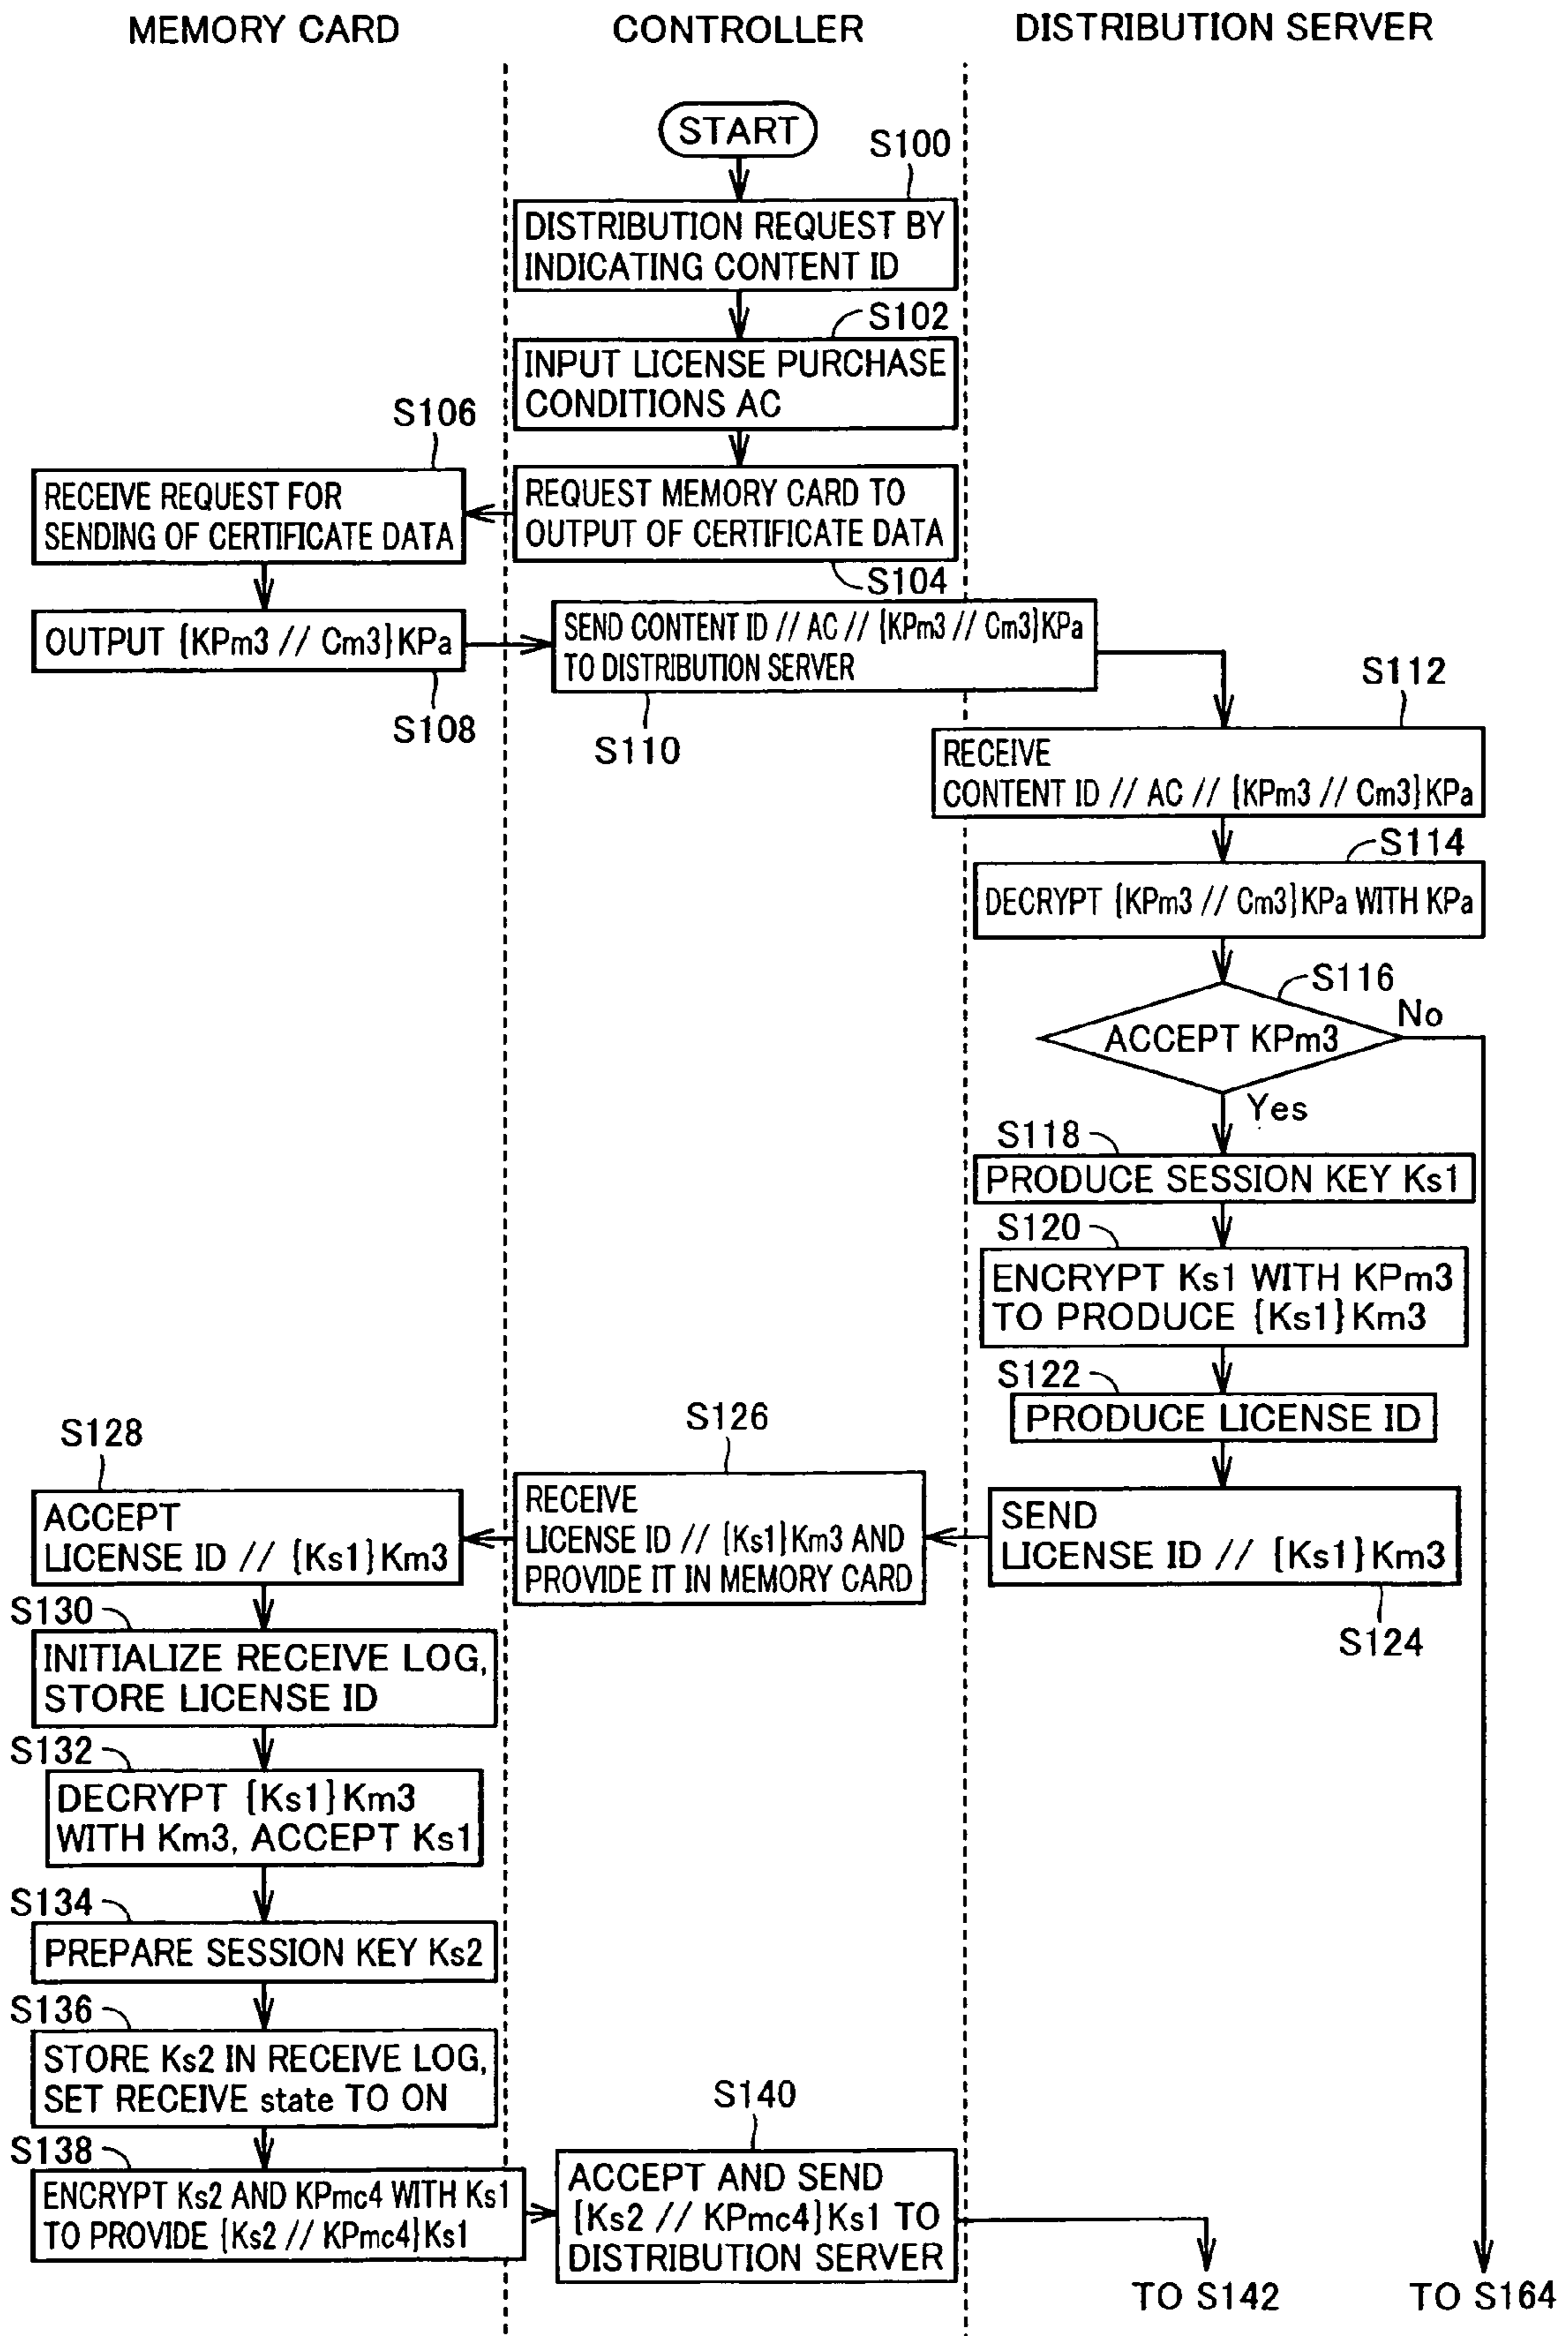 MEMORY CARD
CONTROLLER
DISTRIBUTION SERVER
START
S100
DISTRIBUTION REQUEST BY
INDICATING CONTENT ID
S102
INPUT LICENSE PURCHASE
CONDITIONS AC
S106
RECEIVE REQUEST FOR
SENDING OF CERTIFICATE DATA
REQUEST MEMORY CARD TO
OUTPUT OF CERTIFICATE DATA
S104
OUTPUT {KPm3 // Cm3}KPa
S108
SEND CONTENT ID // AC // {KPm3 // Cm3}KPa
TO DISTRIBUTION SERVER
S110
S112
RECEIVE
CONTENT ID // AC // {KPm3 // Cm3}KPa
S114
DECRYPT {KPm3 // Cm3}KPa WITH KPa
S116
ACCEPT KPm3
No
Yes
S118
PRODUCE SESSION KEY Ks1
S120
ENCRYPT Ks1 WITH KPm3
TO PRODUCE {Ks1}Km3
S122
PRODUCE LICENSE ID
SEND
LICENSE ID // {Ks1}Km3
S124
S126
RECEIVE
LICENSE ID // {Ks1}Km3 AND
PROVIDE IT IN MEMORY CARD
S128
ACCEPT
LICENSE ID // {Ks1}Km3
S130
INITIALIZE RECEIVE LOG,
STORE LICENSE ID
S132
DECRYPT {Ks1}Km3
WITH Km3, ACCEPT Ks1
S134
PREPARE SESSION KEY Ks2
S136
STORE Ks2 IN RECEIVE LOG,
SET RECEIVE state TO ON
S138
ENCRYPT Ks2 AND KPmc4 WITH Ks1
TO PROVIDE {Ks2 // KPmc4}Ks1
S140
ACCEPT AND SEND
{Ks2 // KPmc4}Ks1 TO
DISTRIBUTION SERVER
TO S142
TO S164